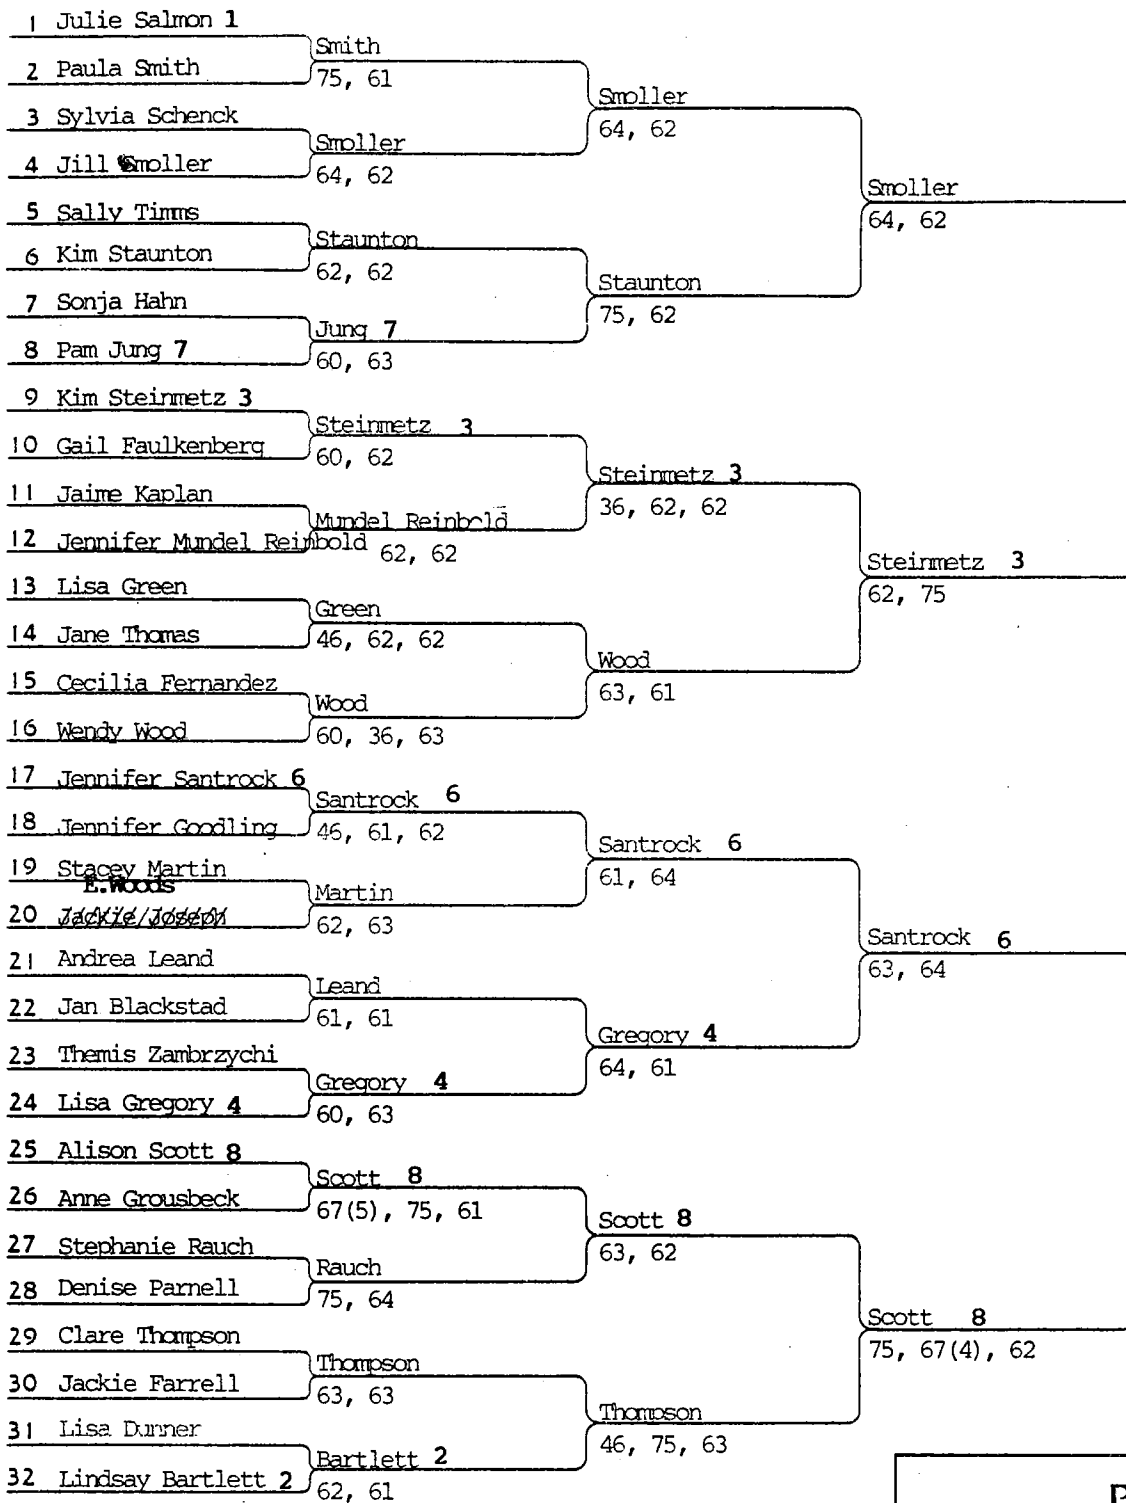 1 Julie Salmon 1
2 Paula Smith
3 Sylvia Schenck
4 Jill Smoller
5 Sally Timms
6 Kim Staunton
7 Sonja Hahn
8 Pam Jung 7
9 Kim Steinmetz 3
10 Gail Faulkenberg
11 Jaime Kaplan
12 Jennifer Mundel Reinbold
13 Lisa Green
14 Jane Thomas
15 Cecilia Fernandez
16 Wendy Wood
17 Jennifer Santrock 6
18 Jennifer Goodling
19 Stacey Martin
E.Woods
20 Jackie/Joseph
21 Andrea Leand
22 Jan Blackstad
23 Themis Zambrzychi
24 Lisa Gregory 4
25 Alison Scott 8
26 Anne Grousbeck
27 Stephanie Rauch
28 Denise Parnell
29 Clare Thompson
30 Jackie Farrell
31 Lisa Dunner
32 Lindsay Bartlett 2
Smith
75, 61
Smoller
64, 62
Staunton
62, 62
Jung 7
60, 63
Steinmetz 3
60, 62
Mundel Reinbold
62, 62
Green
46, 62, 62
Wood
60, 36, 63
Santrock 6
46, 61, 62
Martin
62, 63
Leand
61, 61
Gregory 4
60, 63
Scott 8
67(5), 75, 61
Rauch
75, 64
Thompson
63, 63
Bartlett 2
62, 61
Smoller
64, 62
Staunton
75, 62
Steinmetz 3
36, 62, 62
Wood
63, 61
Santrock 6
61, 64
Gregory 4
64, 61
Scott 8
63, 62
Thompson
46, 75, 63
Smoller
64, 62
Steinmetz 3
62, 75
Santrock 6
63, 64
Scott 8
75, 67(4), 62